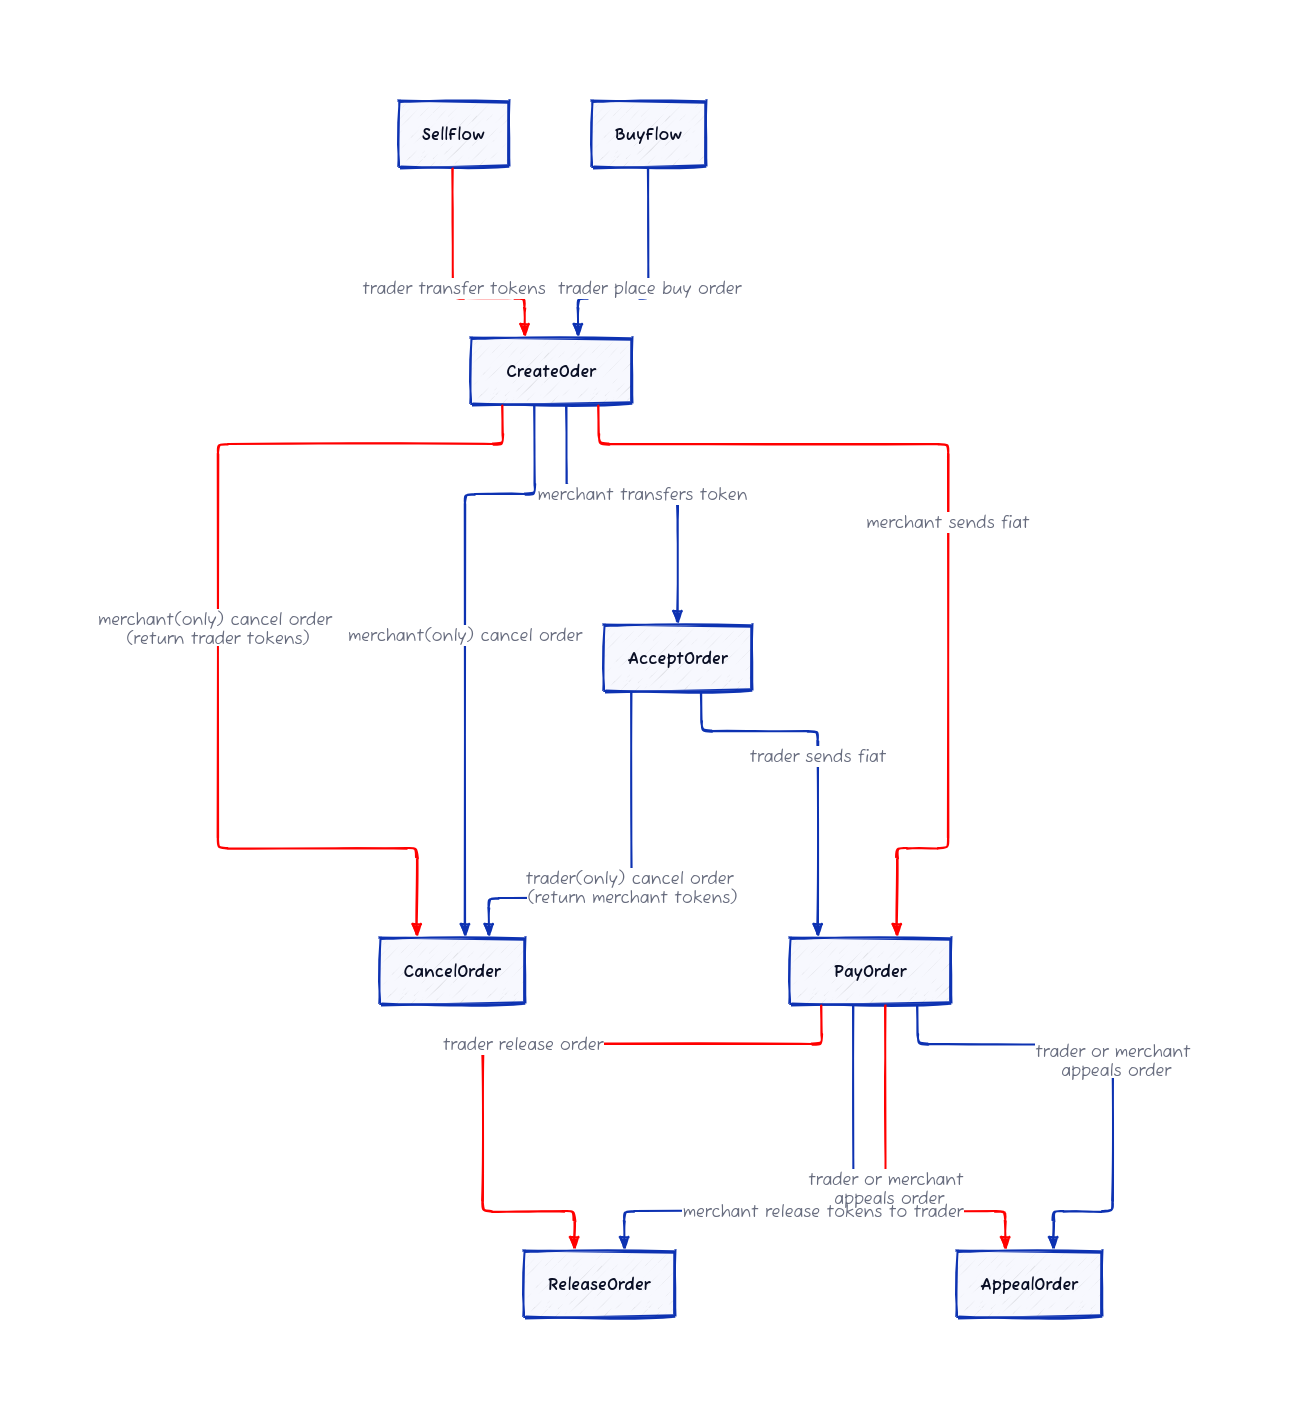 SellFlow
BuyFlow
trader transfer tokens
trader place buy order
CreateOder
merchant transfers token
merchant sends fiat
merchant(only) cancel order
(return trader tokens)
merchant(only) cancel order
AcceptOrder
trader sends fiat
trader(only) cancel order
(return merchant tokens)
CancelOrder
PayOrder
trader release order
trader or merchant
appeals order
trader or merchant
appeals order
merchant release tokens to trader
ReleaseOrder
AppealOrder